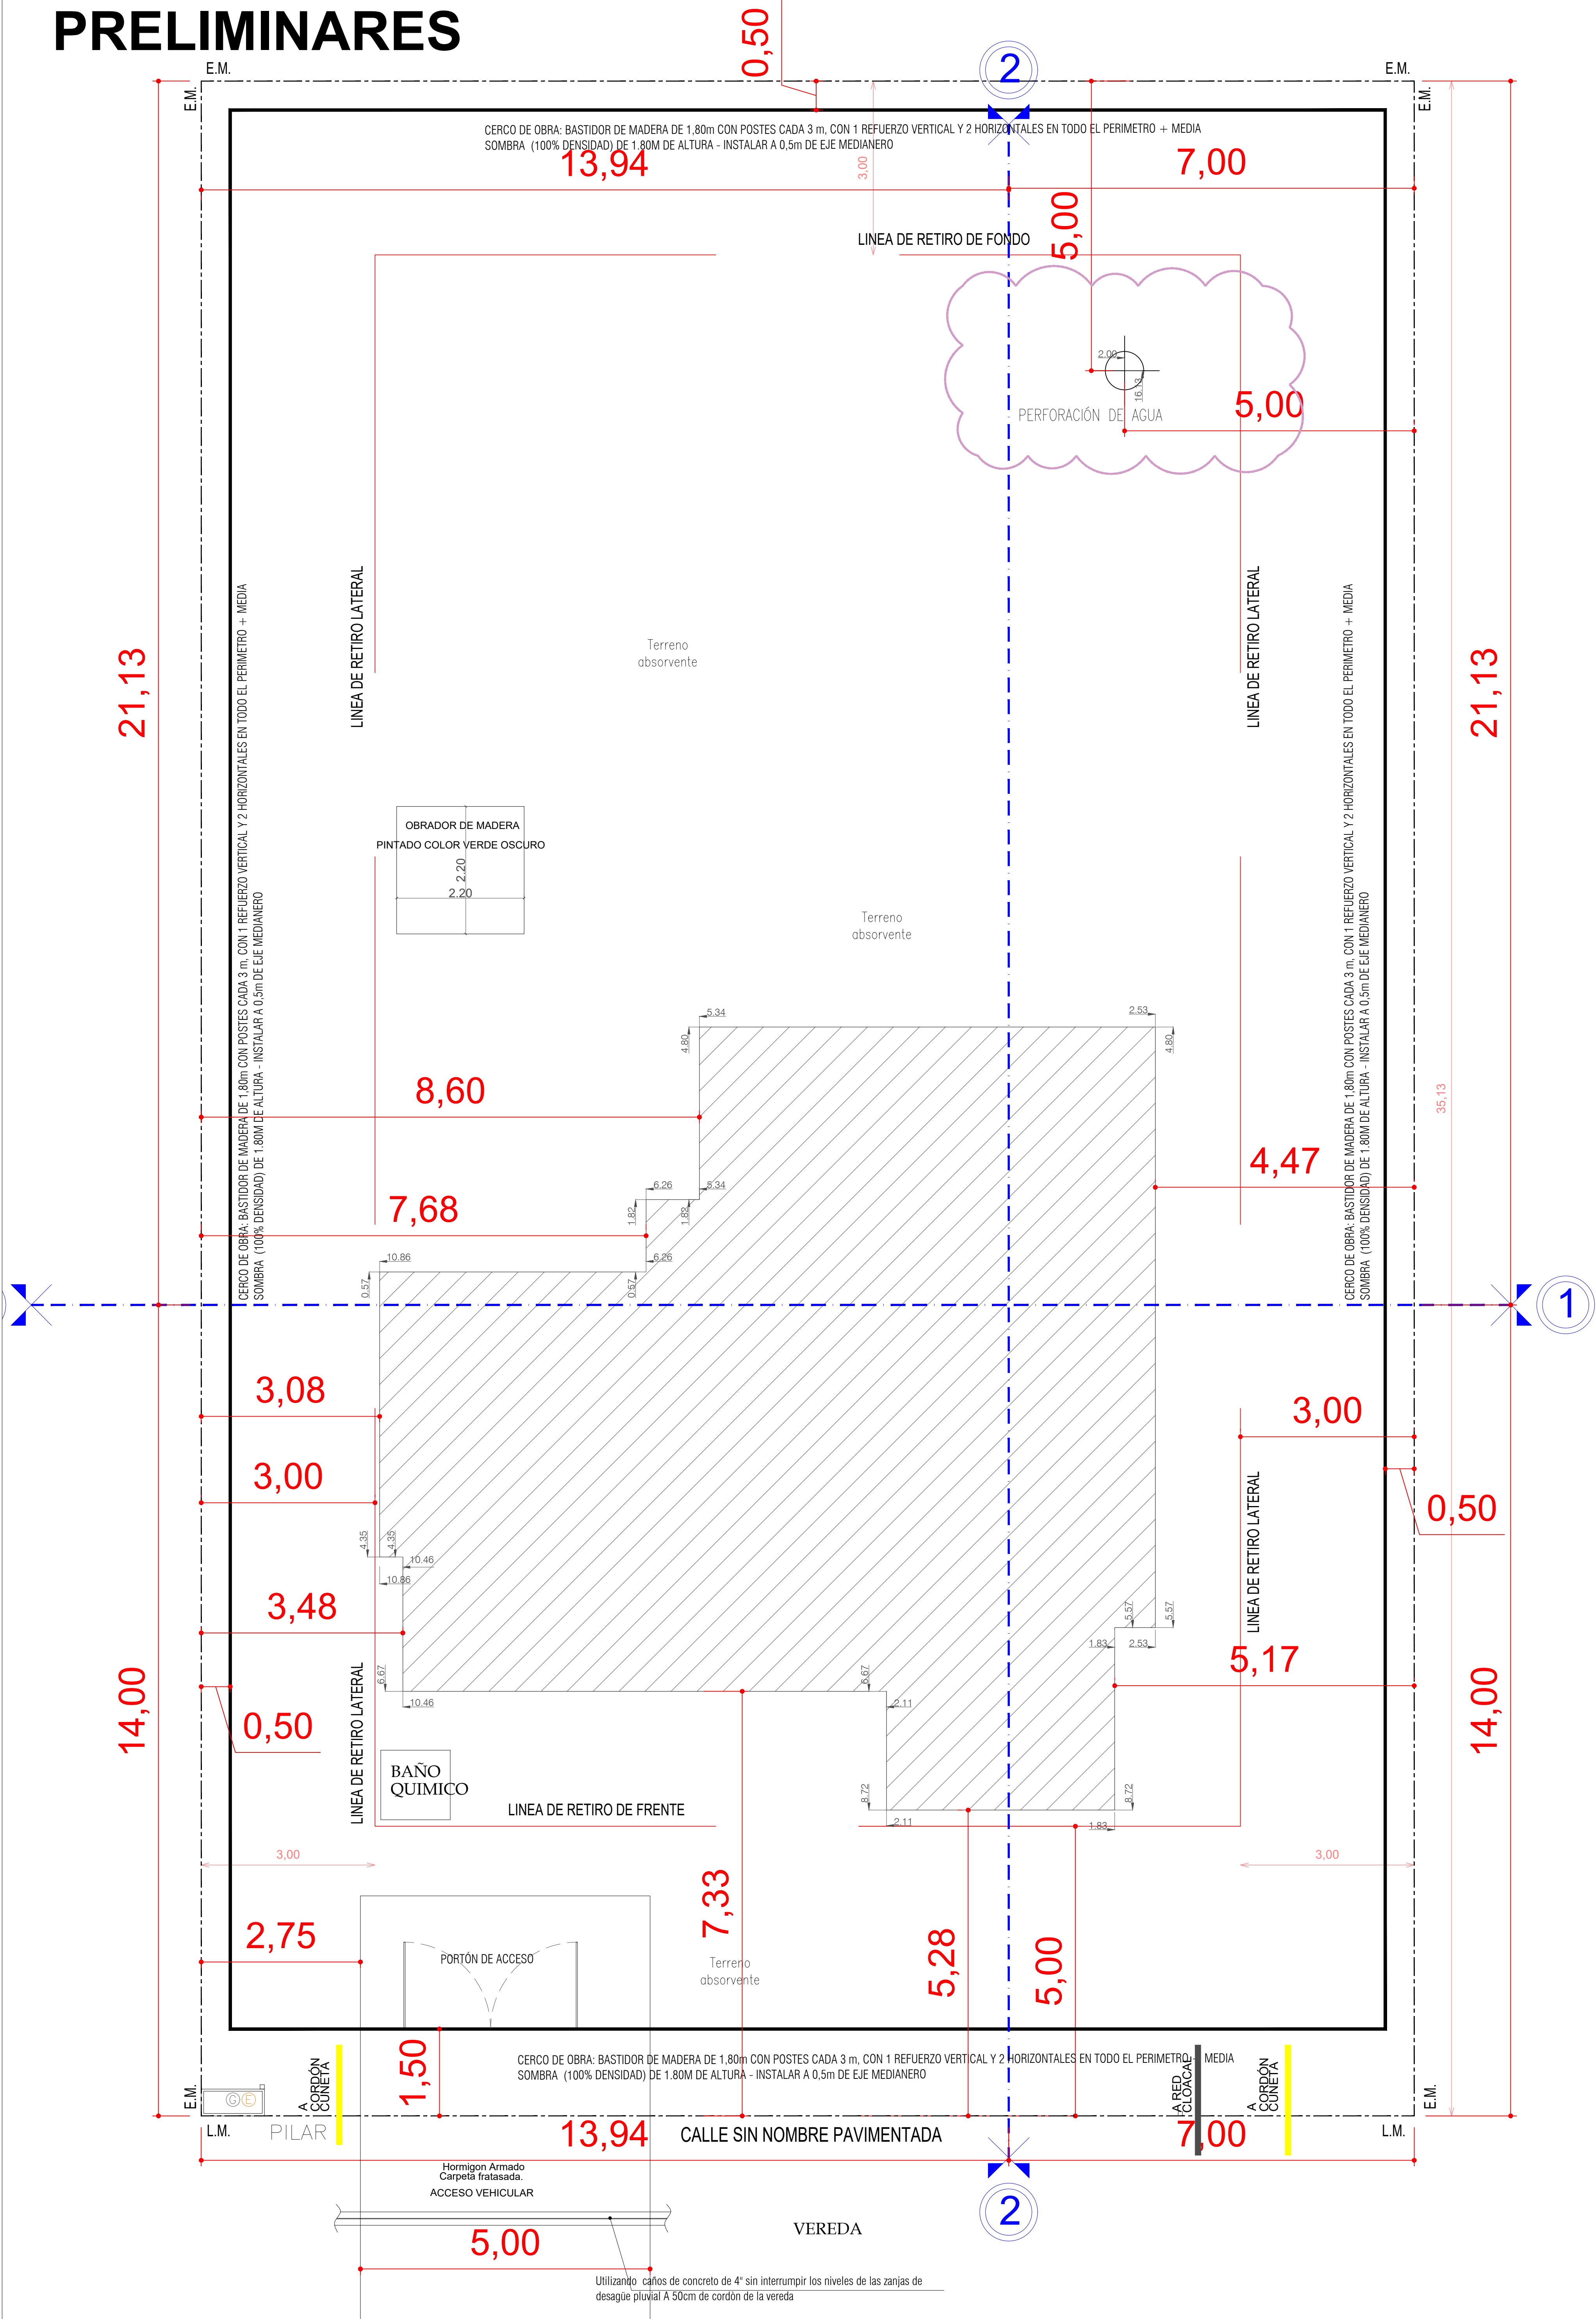 PRELIMINARES
0,50
2
E.M.
E.M.
E.M.
E.M.
CERCO DE OBRA: BASTIDOR DE MADERA DE 1,80m CON POSTES CADA 3 m, CON 1 REFUERZO VERTICAL Y 2 HORIZONTALES EN TODO EL PERIMETRO + MEDIA
SOMBRA (100% DENSIDAD) DE 1.80M DE ALTURA - INSTALAR A 0,5m DE EJE MEDIANERO
13,94
3,00
7,00
5,00
LINEA DE RETIRO DE FONDO
2.00
16.13
5,00
PERFORACIÓN DE AGUA
LINEA DE RETIRO LATERAL
LINEA DE RETIRO LATERAL
CERCO DE OBRA: BASTIDOR DE MADERA DE 1,80m CON POSTES CADA 3 m, CON 1 REFUERZO VERTICAL Y 2 HORIZONTALES EN TODO EL PERIMETRO + MEDIA
SOMBRA (100% DENSIDAD) DE 1.80M DE ALTURA - INSTALAR A 0,5m DE EJE MEDIANERO
CERCO DE OBRA: BASTIDOR DE MADERA DE 1,80m CON POSTES CADA 3 m, CON 1 REFUERZO VERTICAL Y 2 HORIZONTALES EN TODO EL PERIMETRO + MEDIA
SOMBRA (100% DENSIDAD) DE 1.80M DE ALTURA - INSTALAR A 0,5m DE EJE MEDIANERO
21,13
21,13
Terreno
absorvente
OBRADOR DE MADERA
PINTADO COLOR VERDE OSCURO
2.20
2.20
Terreno
absorvente
5.34
2.53
4.80
4.80
8,60
35,13
4,47
6.26
5.34
7,68
1.82
1.82
10.86
6.26
0.57
0.57
1
3,08
3,00
3,00
0,50
4.35
4.35
10.46
10.86
3,48
LINEA DE RETIRO LATERAL
5.57
5.57
1.83
2.53
5,17
6.67
6.67
10.46
2.11
14,00
14,00
LINEA DE RETIRO LATERAL
0,50
BAÑO
QUIMICO
LINEA DE RETIRO DE FRENTE
8.72
8.72
2.11
1.83
3,00
3,00
7,33
2,75
PORTÓN DE ACCESO
Terreno
absorvente
5,28
5,00
1,50
CERCO DE OBRA: BASTIDOR DE MADERA DE 1,80m CON POSTES CADA 3 m, CON 1 REFUERZO VERTICAL Y 2 HORIZONTALES EN TODO EL PERIMETRO + MEDIA
SOMBRA (100% DENSIDAD) DE 1.80M DE ALTURA - INSTALAR A 0,5m DE EJE MEDIANERO
E.M.
G E
A
CORDÓN
CUNETA
A RED
CLOACAL
A
CORDÓN
CUNETA
E.M.
L.M.
PILAR
13,94
CALLE SIN NOMBRE PAVIMENTADA
7,00
L.M.
Hormigon Armado
Carpeta fratasada.
ACCESO VEHICULAR
2
VEREDA
5,00
Utilizando caños de concreto de 4" sin interrumpir los niveles de las zanjas de
desagüe pluvial A 50cm de cordón de la vereda